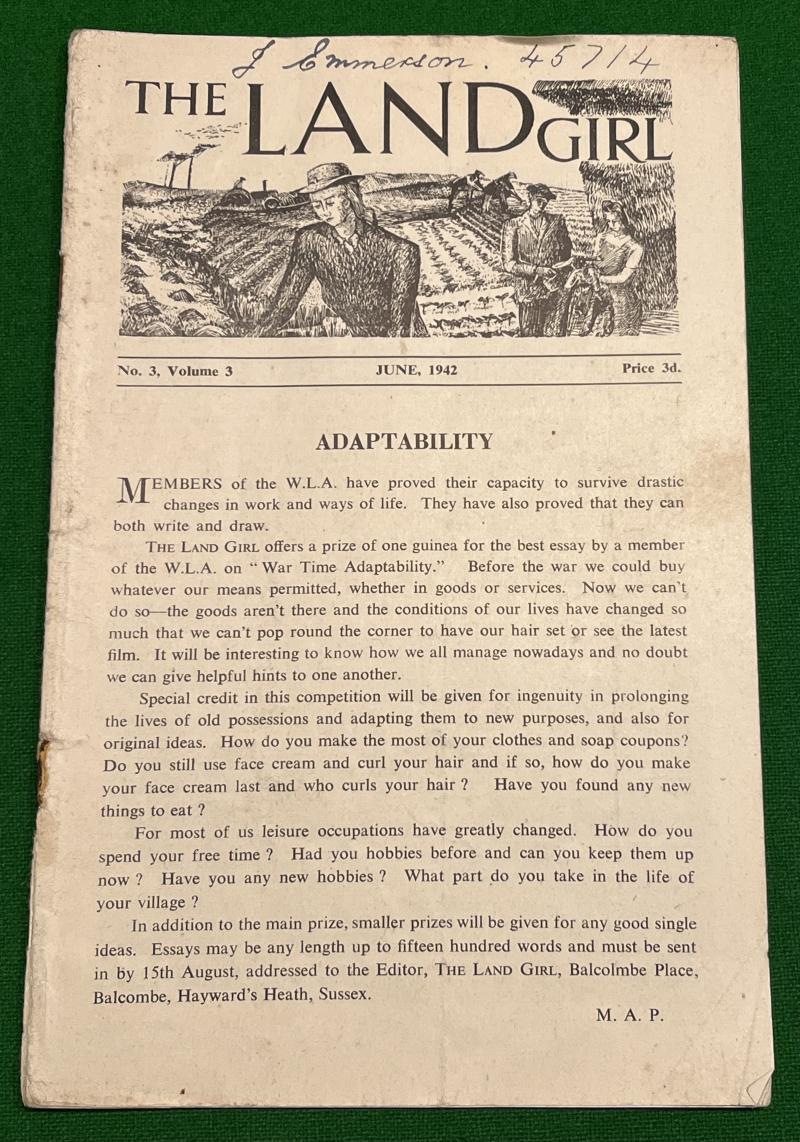 J Emmerson. 45714
THE LAND GIRL
No. 3, Volume 3 JUNE, 1942 Price 3d.
ADAPTABILITY
MEMBERS of the W.L.A. have proved their capacity to survive drastic
changes in work and ways of life. They have also proved that they can
both write and draw.
THE LAND GIRL offers a prize of one guinea for the best essay by a member
of the W.L.A. on “War Time Adaptability.” Before the war we could buy
whatever our means permitted, whether in goods or services. Now we can't
do so—the goods aren't there and the conditions of our lives have changed so
much that we can't pop round the corner to have our hair set or see the latest
film. It will be interesting to know how we all manage nowadays and no doubt
we can give helpful hints to one another.
Special credit in this competition will be given for ingenuity in prolonging
the lives of old possessions and adapting them to new purposes, and also for
original ideas. How do you make the most of your clothes and soap coupons?
Do you still use face cream and curl your hair and if so, how do you make
your face cream last and who curls your hair ? Have you found any new
things to eat ?
For most of us leisure occupations have greatly changed. How do you
spend your free time ? Had you hobbies before and can you keep them up
now ? Have you any new hobbies ? What part do you take in the life of
your village ?
In addition to the main prize, smaller prizes will be given for any good single
ideas. Essays may be any length up to fifteen hundred words and must be sent
in by 15th August, addressed to the Editor, THE LAND GIRL, Balcolmbe Place,
Balcombe, Hayward's Heath, Sussex.
M. A. P.